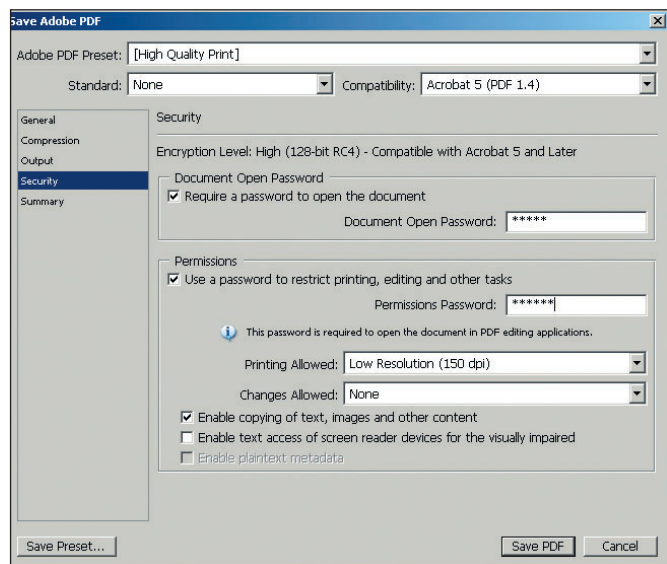 Save Adobe PDF
Adobe PDF Preset: [High Quality Print]
Standard: None Compatibility: Acrobat 5 (PDF 1.4)
General
Compression
Output
Security
Summary
Security
Encryption Level: High (128-bit RC4) - Compatible with Acrobat 5 and Later
Document Open Password
Require a password to open the document
Document Open Password: *****
Permissions
Use a password to restrict printing, editing and other tasks
Permissions Password: ******
This password is required to open the document in PDF editing applications.
Printing Allowed: Low Resolution (150 dpi)
Changes Allowed: None
Enable copying of text, images and other content
Enable text access of screen reader devices for the visually impaired
Enable plaintext metadata
Save Preset... Save PDF Cancel